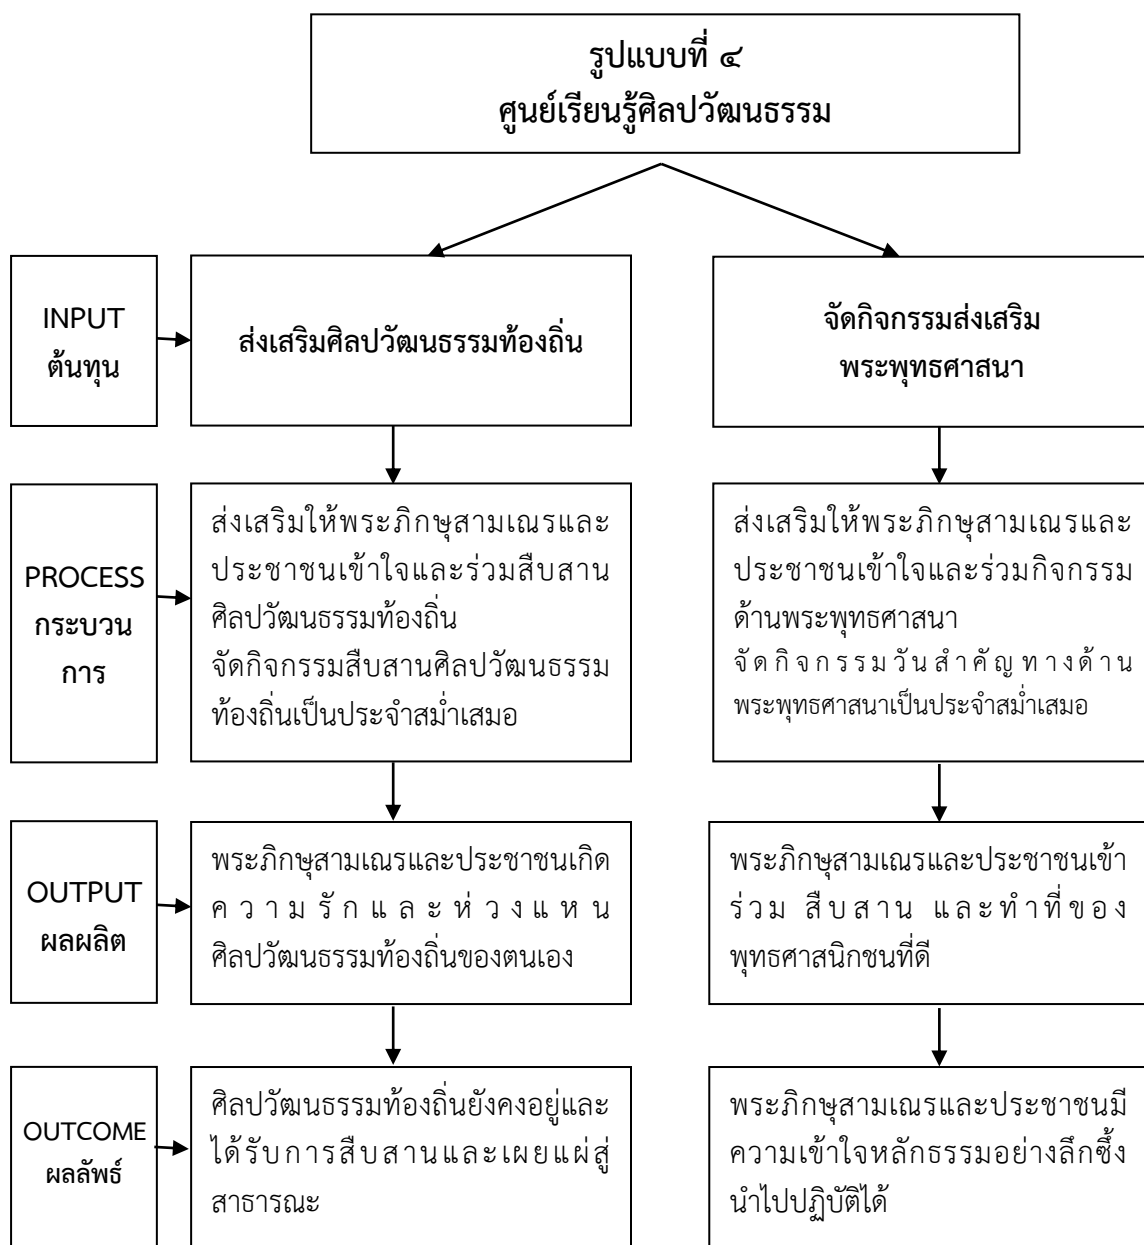 รูปแบบที่ ๔
ศูนย์เรียนรู้ศิลปวัฒนธรรม
INPUT
ต้นทุน
ส่งเสริมศิลปวัฒนธรรมท้องถิ่น
จัดกิจกรรมส่งเสริม
พระพุทธศาสนา
PROCESS
กระบวน
การ
ส่งเสริมให้พระภิกษุสามเณรและ
ประชาชนเข้าใจและร่วมสืบสาน
ศิลปวัฒนธรรมท้องถิ่น
จัดกิจกรรมสืบสานศิลปวัฒนธรรม
ท้องถิ่นเป็นประจำสม่ำเสมอ
ส่งเสริมให้พระภิกษุสามเณรและ
ประชาชนเข้าใจและร่วมกิจกรรม
ด้านพระพุทธศาสนา
จัดกิจกรรมวันสำคัญทางด้าน
พระพุทธศาสนาเป็นประจำสม่ำเสมอ
OUTPUT
ผลผลิต
พระภิกษุสามเณรและประชาชนเกิด
ความรักและห่วงแหน
ศิลปวัฒนธรรมท้องถิ่นของตนเอง
พระภิกษุสามเณรและประชาชนเข้า
ร่วม สืบสาน และทำที่ของ
พุทธศาสนิกชนที่ดี
OUTCOME
ผลลัพธ์
ศิลปวัฒนธรรมท้องถิ่นยังคงอยู่และ
ได้รับการสืบสานและเผยแผ่สู่
สาธารณะ
พระภิกษุสามเณรและประชาชนมี
ความเข้าใจหลักธรรมอย่างลึกซึ้ง
นำไปปฏิบัติได้